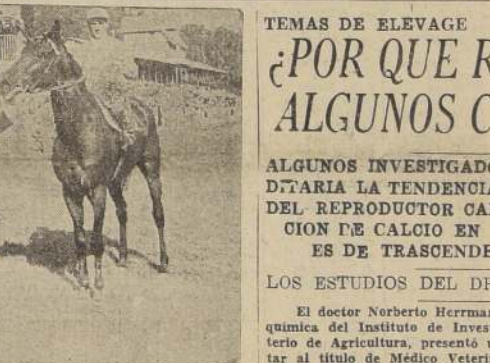 TEMAS DE ELEVAGE
¿POR QUE R
ALGUNOS C
ALGUNOS INVESTIGADO
DITARIA LA TENDENCIA
DEL REPRODUCTOR CA
CION DE CALCIO EN
ES DE TRASCENDE
LOS ESTUDIOS DEL D
El doctor Norberto Herrma
química del Instituto de Inves
terio de Agricultura, presentó
tar al título de Médico Veteri